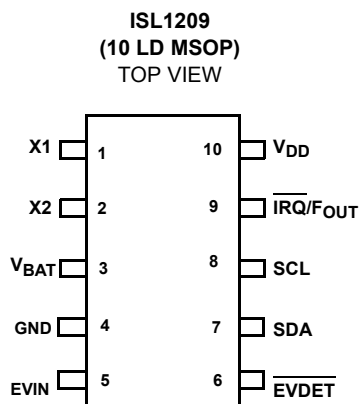 ISL1209
(10 LD MSOP)
TOP VIEW
X1 1 10 VDD
X2 2 9 IRQ/FOUT
VBAT 3 8 SCL
GND 4 7 SDA
EVIN 5 6 EVDET